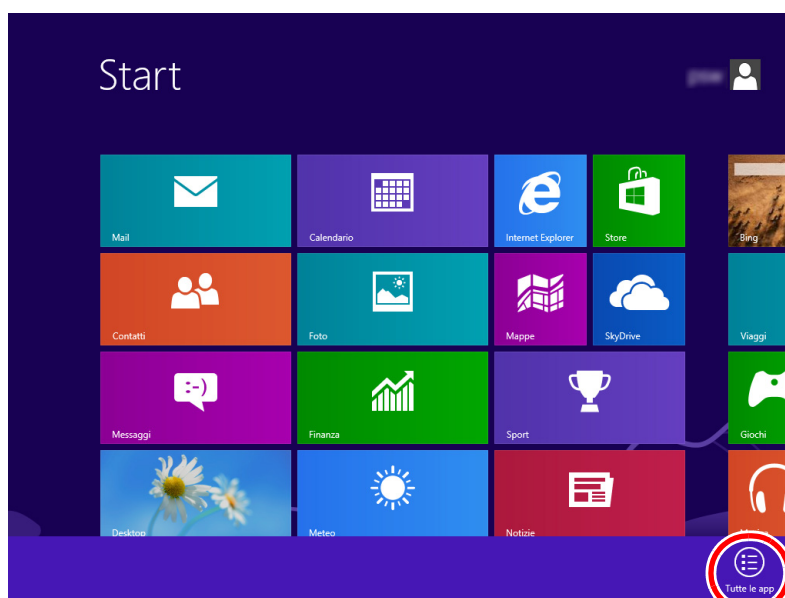 Start
Mail
Calendario
Internet Explorer
Store
Bing
Contatti
Foto
Mappe
SkyDrive
Viaggi
Messaggi
:-)
Finanza
Sport
Giochi
Desktop
Meteo
Notizie
Tutte le app